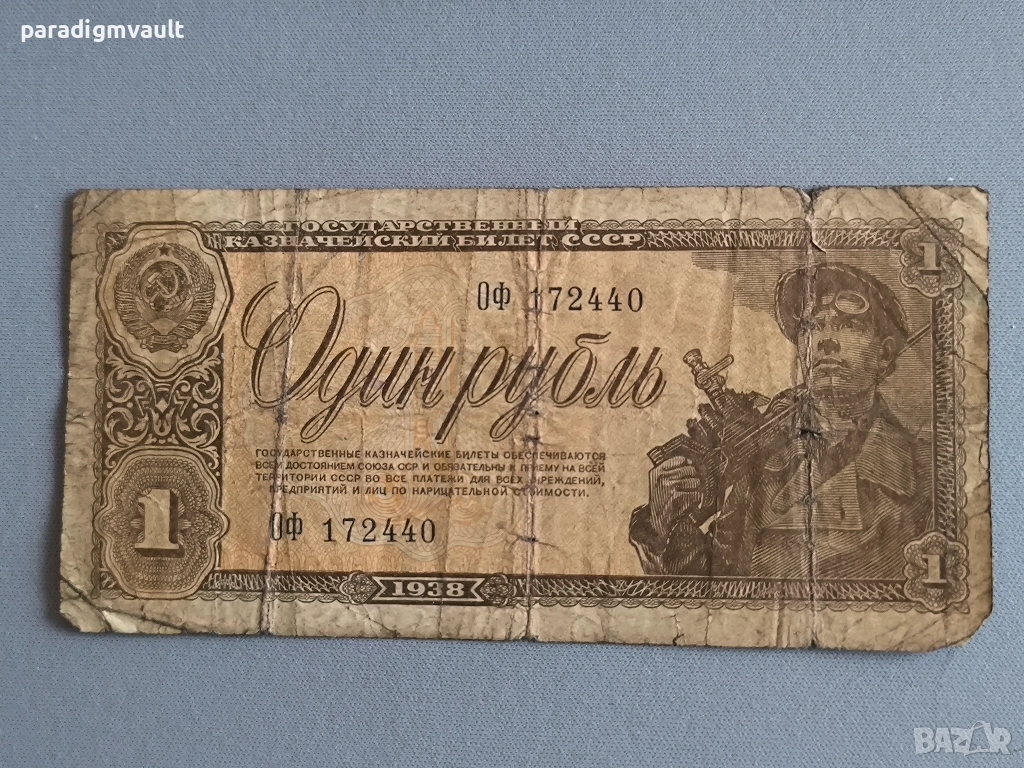 paradigmvault
ГОСУДАРСТВЕННЫЙ
КАЗНАЧЕЙСКИЙ БИЛЕТ СССР
1
ОФ 172440
Один рубль
ГОСУДАРСТВЕННЫЕ КАЗНАЧЕЙСКИЕ БИЛЕТЫ ОБЕСПЕЧИВАЮТСЯ
ВСЕМ ДОСТОЯНИЕМ СОЮЗА ССР И ОБЯЗАТЕЛЬНЫ К ПРИЕМУ НА ВСЕЙ
ТЕРРИТОРИИ СССР ВО ВСЕ ПЛАТЕЖИ ДЛЯ ВСЕХ УЧРЕЖДЕНИЙ,
ПРЕДПРИЯТИЙ И ЛИЦ ПО НАРИЦАТЕЛЬНОЙ СТОИМОСТИ.
1
ОФ 172440
1
1938
BAZAR